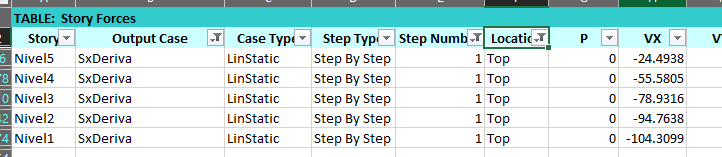 TABLE: Story Forces
Story Output Case Case Type Step Type Step Numb Locatic P VX
Nivel5 SxDeriva LinStatic Step By Step 1 Top 0 -24.4938
Nivel4 SxDeriva LinStatic Step By Step 1 Top 0 -55.5805
Nivel3 SxDeriva LinStatic Step By Step 1 Top 0 -78.9316
Nivel2 SxDeriva LinStatic Step By Step 1 Top 0 -94.7638
Nivel1 SxDeriva LinStatic Step By Step 1 Top 0 -104.3099